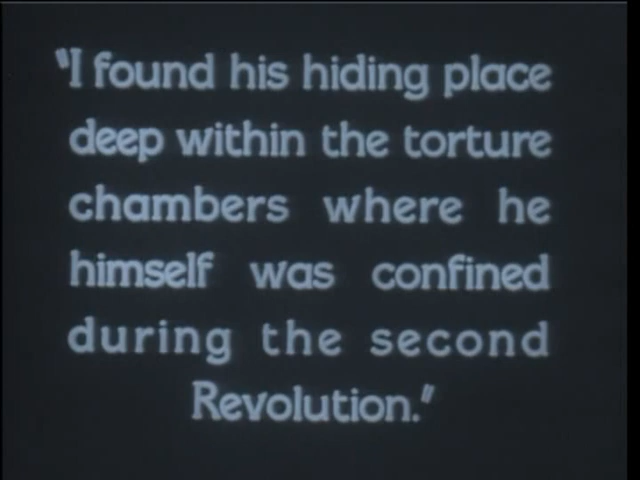 "I found his hiding place
deep within the torture
chambers where he
himself was confined
during the second
Revolution."